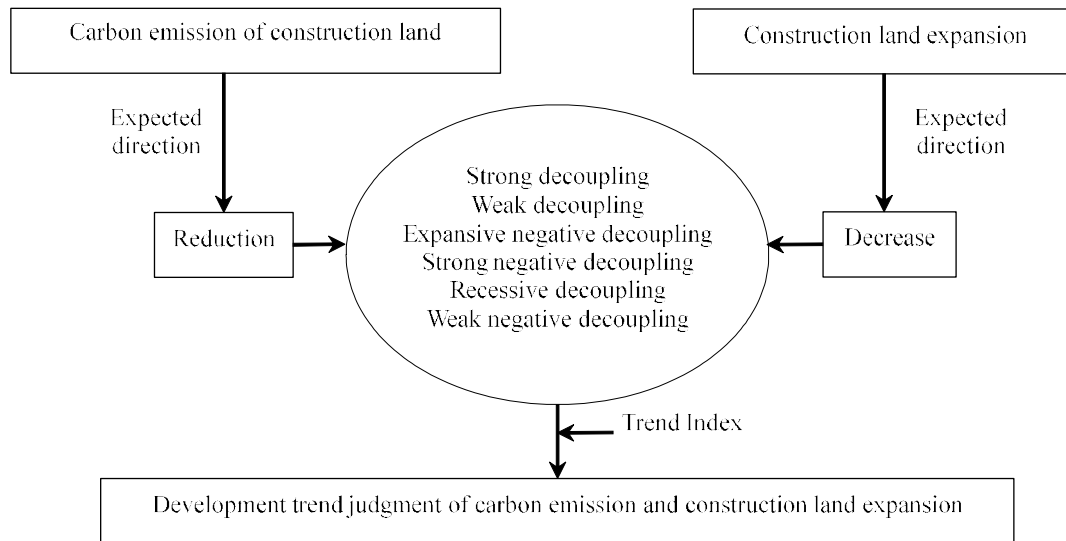 Carbon emission of construction land
Construction land expansion
Expected
direction
Expected
direction
Strong decoupling
Weak decoupling
Expansive negative decoupling
Strong negative decoupling
Recessive decoupling
Weak negative decoupling
Reduction
Decrease
Trend Index
Development trend judgment of carbon emission and construction land expansion